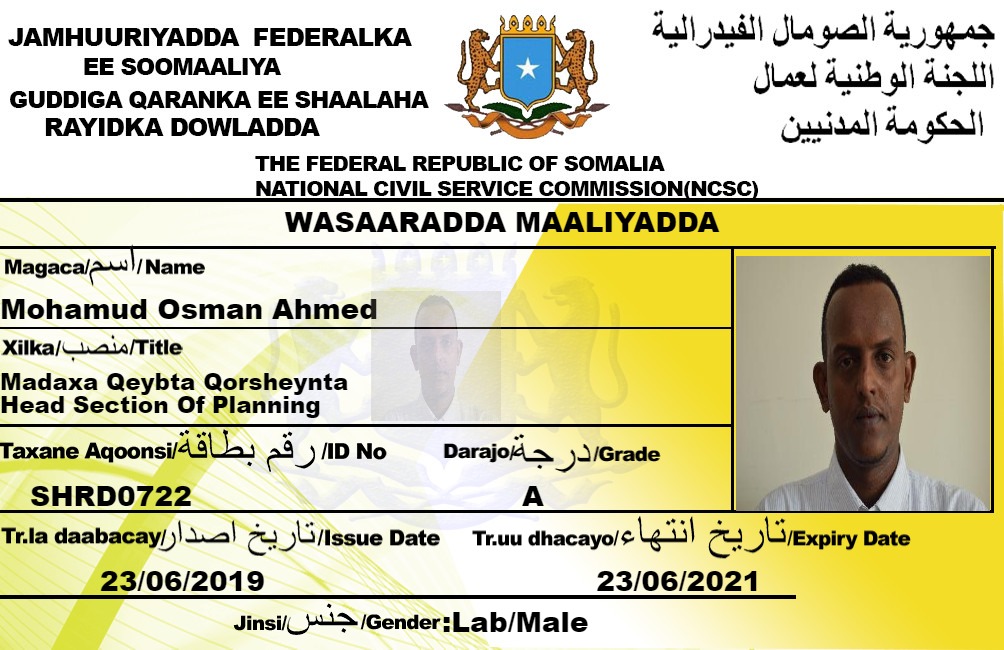 JAMHUURIYADDA FEDERALKA
EE SOOMAALIYA
GUDDIGA QARANKA EE SHAALAHA
RAYIDKA DOWLADDA
جمهورية الصومال الفيدرالية
اللجنة الوطنية لعمال
الحكومة المدنيين
THE FEDERAL REPUBLIC OF SOMALIA
NATIONAL CIVIL SERVICE COMMISSION(NCSC)
WASAARADDA MAALIYADDA
Magaca/اسم/Name
Mohamud Osman Ahmed
Xilka/منصب/Title
Madaxa Qeybta Qorsheynta
Head Section Of Planning
Taxane Aqoonsi/رقم بطاقة/ID No
SHRD0722
Darajo/درجة/Grade
A
Tr.la daabacay/تاريخ اصدار/Issue Date
23/06/2019
Tr.uu dhacayo/تاريخ انتهاء/Expiry Date
23/06/2021
Jinsi/جنس/Gender:Lab/Male